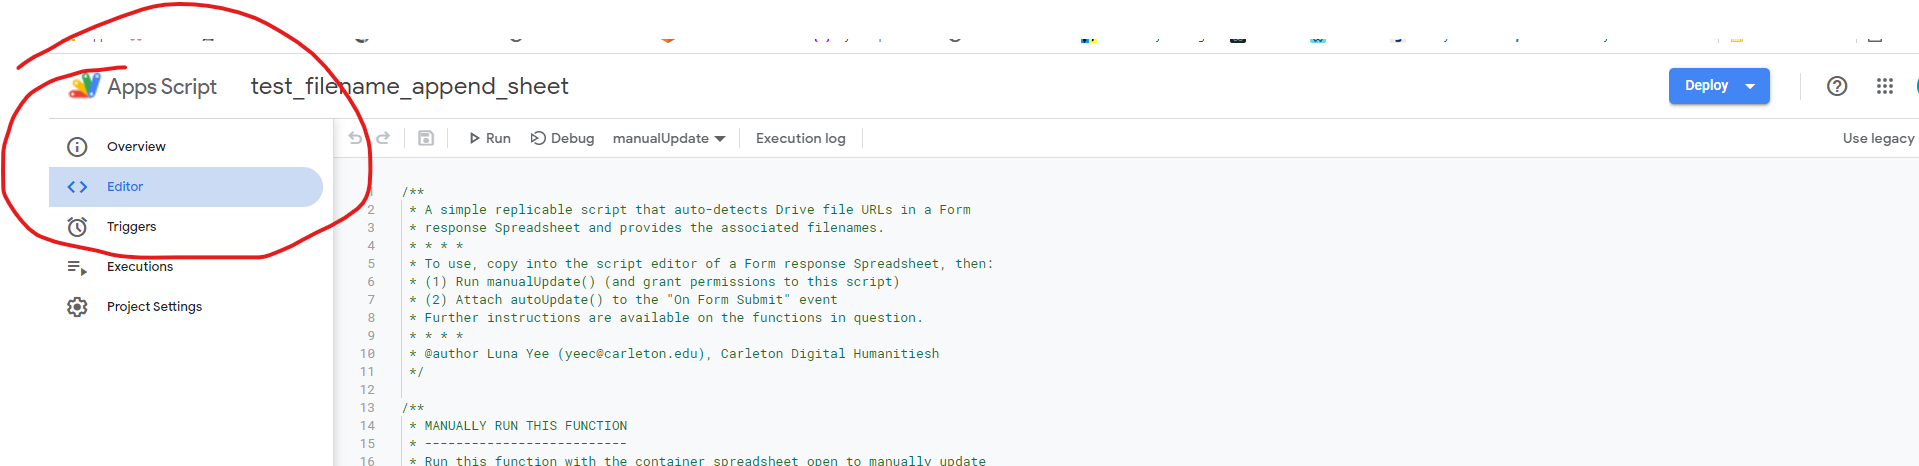 Apps Script
test_filename_append_sheet
Deploy
Overview
Editor
Triggers
Executions
Project Settings
Run Debug manualUpdate Execution log
Use legacy
1 /**
2 * A simple replicable script that auto-detects Drive file URLs in a Form
3 * response Spreadsheet and provides the associated filenames.
4 * * * *
5 * To use, copy into the script editor of a Form response Spreadsheet, then:
6 * (1) Run manualUpdate() (and grant permissions to this script)
7 * (2) Attach autoUpdate() to the "On Form Submit" event
8 * Further instructions are available on the functions in question.
9 * * * *
10 * @author Luna Yee (yeec@carleton.edu), Carleton Digital Humanitiesh
11 */
12
13 /**
14 * MANUALLY RUN THIS FUNCTION
15 * --------------------------
16 * Run this function with the container spreadsheet open to manually update